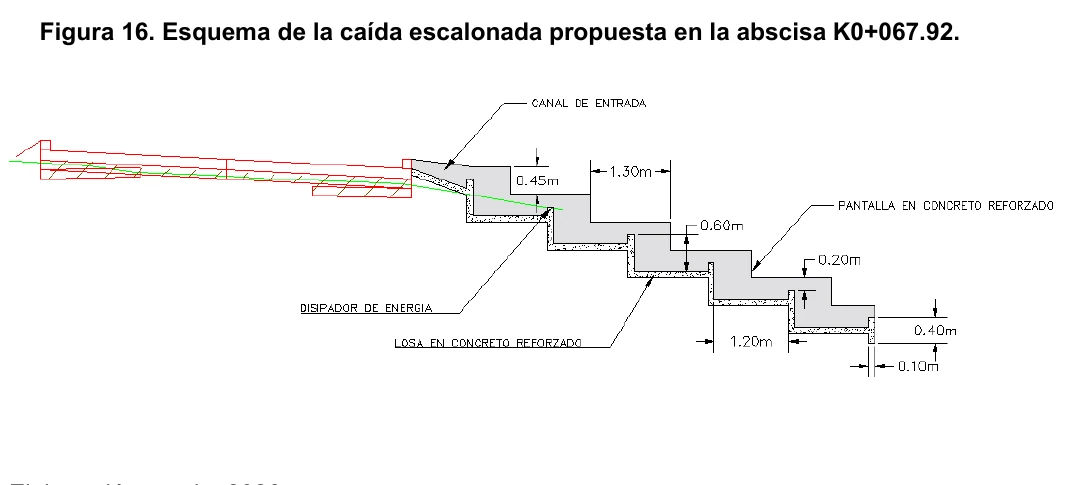 Figura 16. Esquema de la caída escalonada propuesta en la abscisa K0+067.92.
CANAL DE ENTRADA
0.45m
1.30m
PANTALLA EN CONCRETO REFORZADO
0.60m
0.20m
DISIPADOR DE ENERGIA
LOSA EN CONCRETO REFORZADO
1.20m
0.40m
0.10m